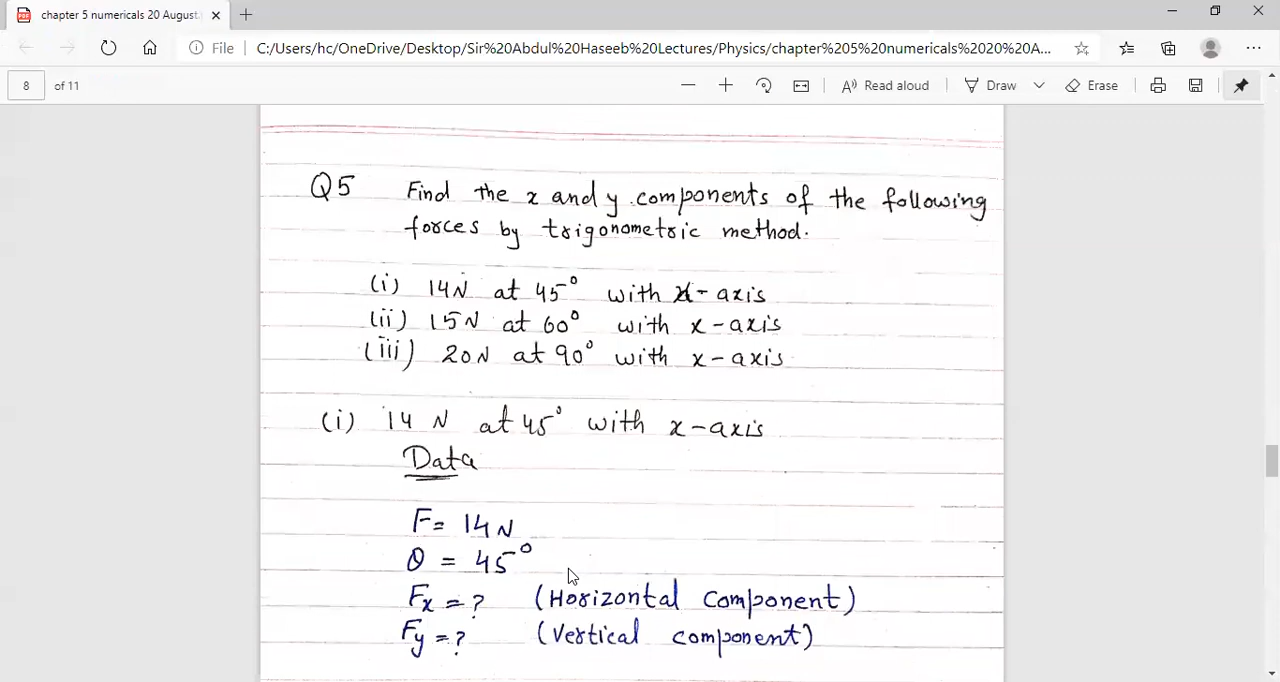 chapter 5 numericals 20 August.
File C:/Users/hc/OneDrive/Desktop/Sir%20Abdul%20Haseeb%20Lectures/Physics/chapter%205%20numericals%2020%20A...
8 of 11 Read aloud Draw Erase
Q5 Find the x and y components of the following
forces by trigonometric method.
(i) 14N at 45° with x-axis
(ii) 15N at 60° with x-axis
(iii) 20N at 90° with x-axis
(i) 14 N at 45° with x-axis
Data
F= 14 N
θ = 45°
Fx = ? (Horizontal component)
Fy = ? (Vertical component)